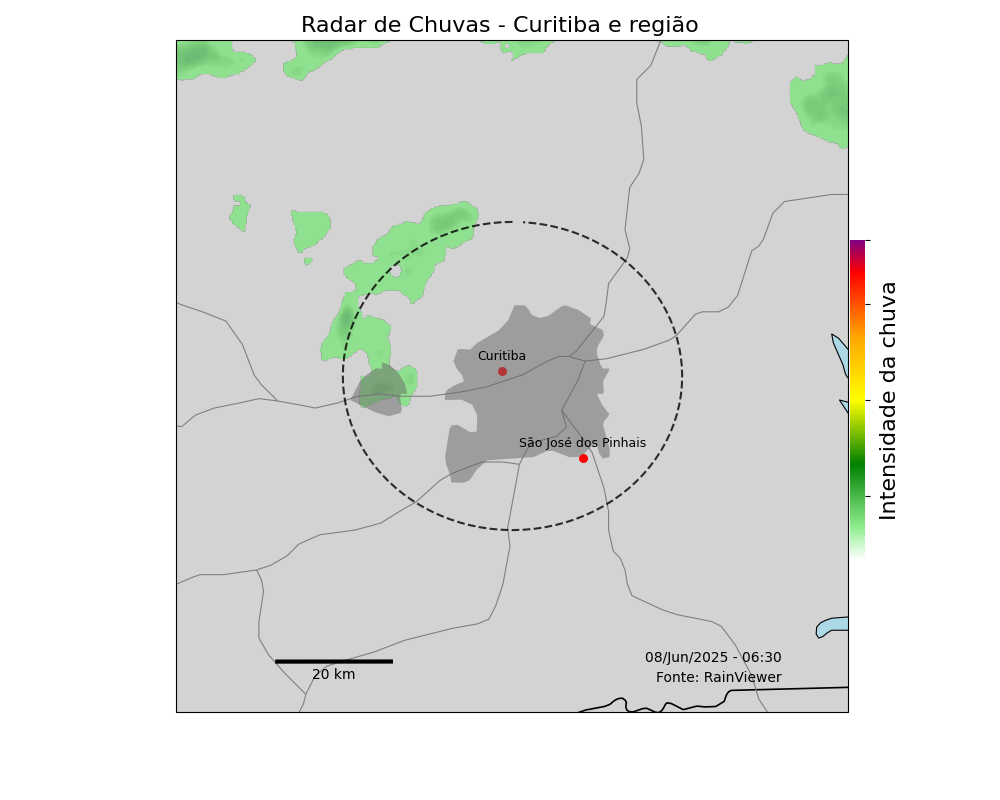 Radar de Chuvas - Curitiba e região
Curitiba
São José dos Pinhais
Intensidade da chuva
08/Jun/2025 - 06:30
20 km
Fonte: RainViewer